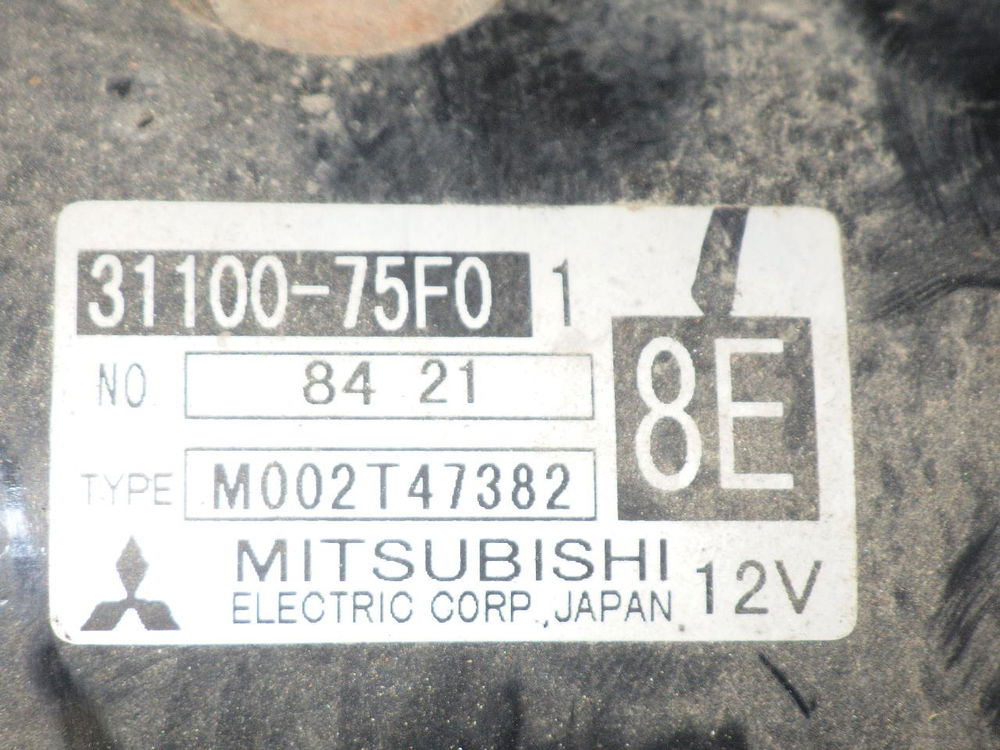 31100-75F0 1
NO 84 21
8E
TYPE M002T47382
MITSUBISHI
ELECTRIC CORP.,JAPAN 12V